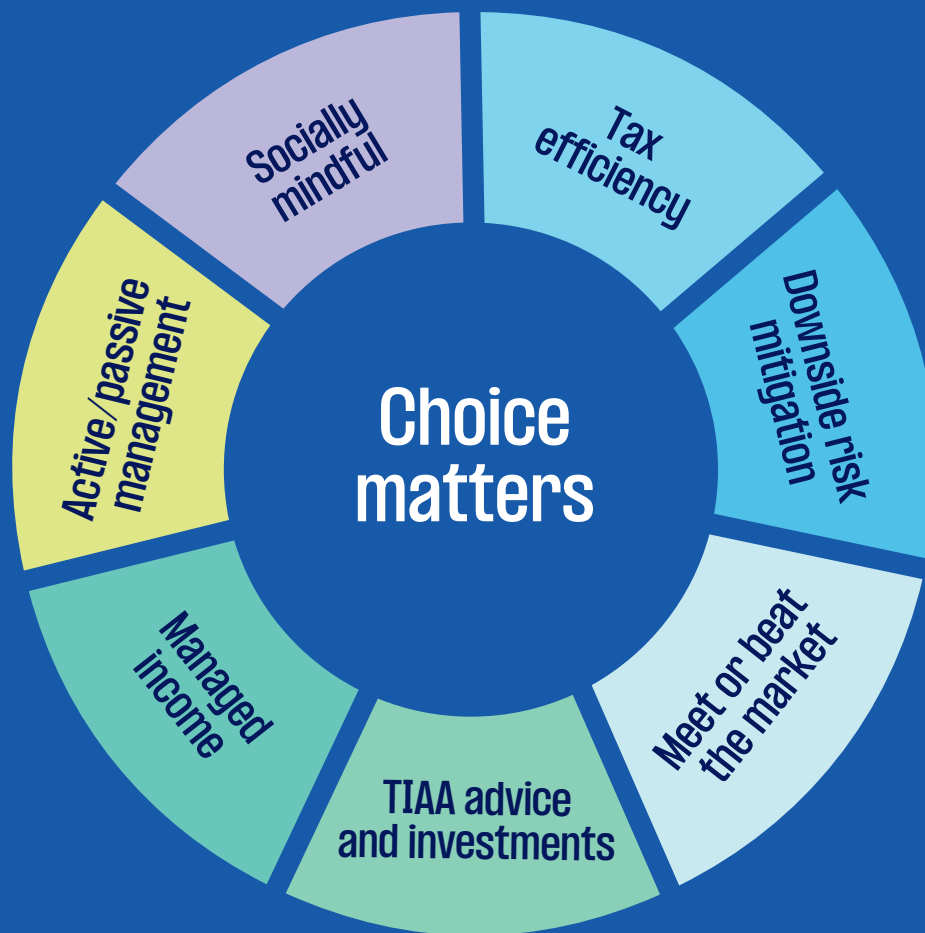 Choice
matters
Tax
efficiency
Downside risk
mitigation
Meet or beat
the market
TIAA advice
and investments
Managed
income
Active/passive
management
Socially
mindful